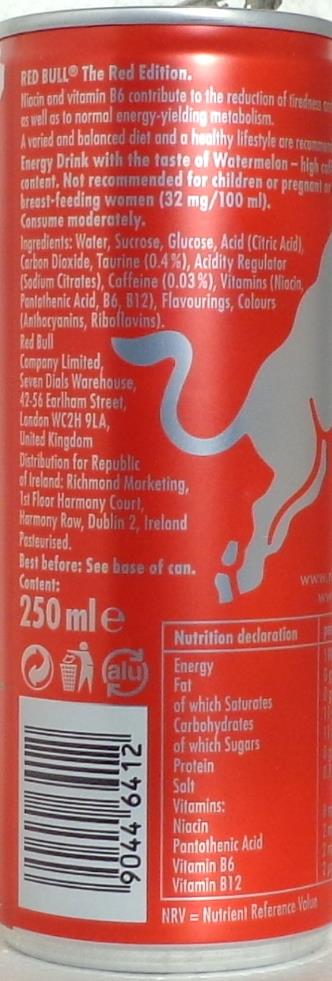 RED BULL® The Red Edition.
Niacin and vitamin B6 contribute to the reduction of tiredness
as well as to normal energy-yielding metabolism.
A varied and balanced diet and a healthy lifestyle are
Energy Drink with the taste of Watermelon – high
content. Not recommended for children or pregnant
breast-feeding women (32 mg/100 ml).
Consume moderately.
Ingredients: Water, Sucrose, Glucose, Acid (Citric Acid),
Carbon Dioxide, Taurine (0.4%), Acidity Regulator
(Sodium Citrates), Caffeine (0.03%), Vitamins (Niacin,
Pantothenic Acid, B6, B12), Flavourings, Colours
(Anthocyanins, Riboflavins).
Red Bull
Company Limited,
Seven Dials Warehouse,
42-56 Earlham Street,
London WC2H 9LA,
United Kingdom
Distribution for Republic
of Ireland: Richmond Marketing,
1st Floor Harmony Court,
Harmony Row, Dublin 2, Ireland
Pasteurised.
Best before: See base of can.
Content:
250 ml e
alu
9044 6412
www
Nutrition declaration
Energy
Fat
of which Saturates
Carbohydrates
of which Sugars
Protein
Salt
Vitamins:
Niacin
Pantothenic Acid
Vitamin B6
Vitamin B12
NRV = Nutrient Reference